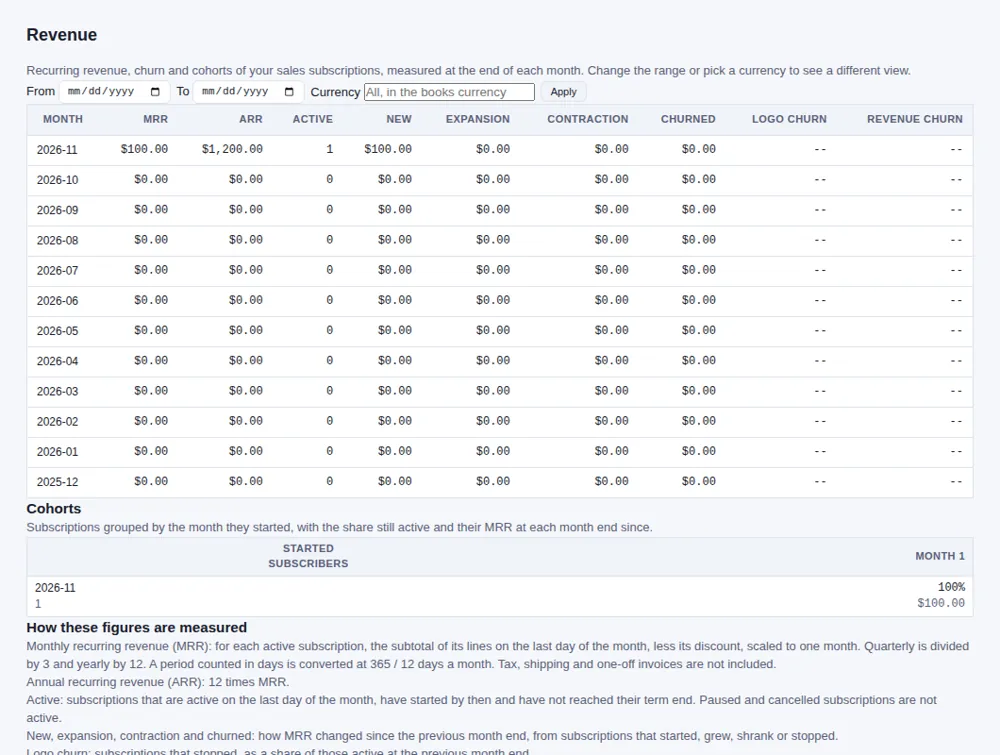 Revenue
Recurring revenue, churn and cohorts of your sales subscriptions, measured at the end of each month. Change the range or pick a currency to see a different view.
From mm/dd/yyyy To mm/dd/yyyy Currency All, in the books currency Apply
MONTH MRR ARR ACTIVE NEW EXPANSION CONTRACTION CHURNED LOGO CHURN REVENUE CHURN
2026-11 $100.00 $1,200.00 1 $100.00 $0.00 $0.00 $0.00 -- --
2026-10 $0.00 $0.00 0 $0.00 $0.00 $0.00 $0.00 -- --
2026-09 $0.00 $0.00 0 $0.00 $0.00 $0.00 $0.00 -- --
2026-08 $0.00 $0.00 0 $0.00 $0.00 $0.00 $0.00 -- --
2026-07 $0.00 $0.00 0 $0.00 $0.00 $0.00 $0.00 -- --
2026-06 $0.00 $0.00 0 $0.00 $0.00 $0.00 $0.00 -- --
2026-05 $0.00 $0.00 0 $0.00 $0.00 $0.00 $0.00 -- --
2026-04 $0.00 $0.00 0 $0.00 $0.00 $0.00 $0.00 -- --
2026-03 $0.00 $0.00 0 $0.00 $0.00 $0.00 $0.00 -- --
2026-02 $0.00 $0.00 0 $0.00 $0.00 $0.00 $0.00 -- --
2026-01 $0.00 $0.00 0 $0.00 $0.00 $0.00 $0.00 -- --
2025-12 $0.00 $0.00 0 $0.00 $0.00 $0.00 $0.00 -- --
Cohorts
Subscriptions grouped by the month they started, with the share still active and their MRR at each month end since.
STARTED
SUBSCRIBERS MONTH 1
2026-11 100%
1 $100.00
How these figures are measured
Monthly recurring revenue (MRR): for each active subscription, the subtotal of its lines on the last day of the month, less its discount, scaled to one month. Quarterly is divided
by 3 and yearly by 12. A period counted in days is converted at 365 / 12 days a month. Tax, shipping and one-off invoices are not included.
Annual recurring revenue (ARR): 12 times MRR.
Active: subscriptions that are active on the last day of the month, have started by then and have not reached their term end. Paused and cancelled subscriptions are not
active.
New, expansion, contraction and churned: how MRR changed since the previous month end, from subscriptions that started, grew, shrank or stopped.
Logo churn: subscriptions that stopped, as a share of those active at the previous month end.